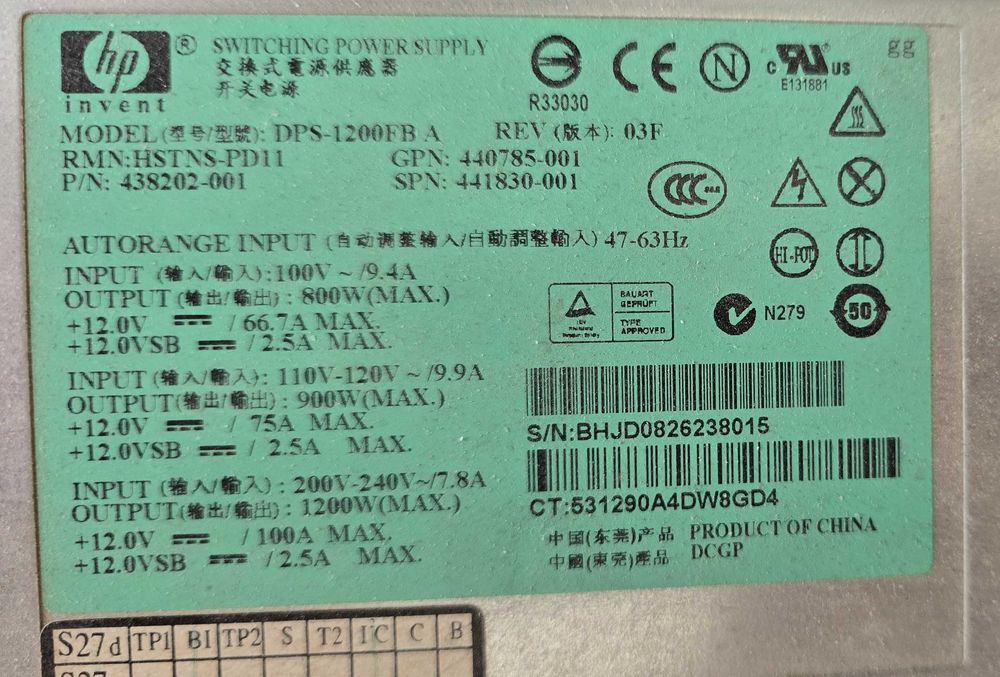 hp®
invent
SWITCHING POWER SUPPLY
交換式電源供應器
开关电源
R33030
CE
N
C UL US
E131881
gg
MODEL(型号/型號): DPS-1200FB A REV (版本): 03F
RMN:HSTNS-PD11 GPN: 440785-001
P/N: 438202-001 SPN: 441830-001
CCC
AUTORANGE INPUT (自动调整输入/自動調整輸入) 47-63Hz
INPUT (输入/輸入):100V ~ /9.4A
OUTPUT (输出/輸出) : 800W(MAX.)
+12.0V / 66.7A MAX.
+12.0VSB / 2.5A MAX.
INPUT (输入/輸入): 110V-120V ~ /9.9A
OUTPUT(输出/輸出): 900W(MAX.)
+12.0V / 75A MAX.
+12.0VSB / 2.5A MAX.
INPUT (输入/輸入) : 200V-240V~/7.8A
OUTPUT(输出/輸出): 1200W(MAX.)
+12.0V / 100A MAX.
+12.0VSB / 2.5A MAX.
HI-POT
BAUART
GEPRÜFT
TYPE
APPROVED
N279
50
S/N:BHJD0826238015
CT:531290A4DW8GD4
中国(东莞)产品 PRODUCT OF CHINA
中國(東莞)產品 DCGP
S27d TP1 BI TP2 S T2 I²C C B